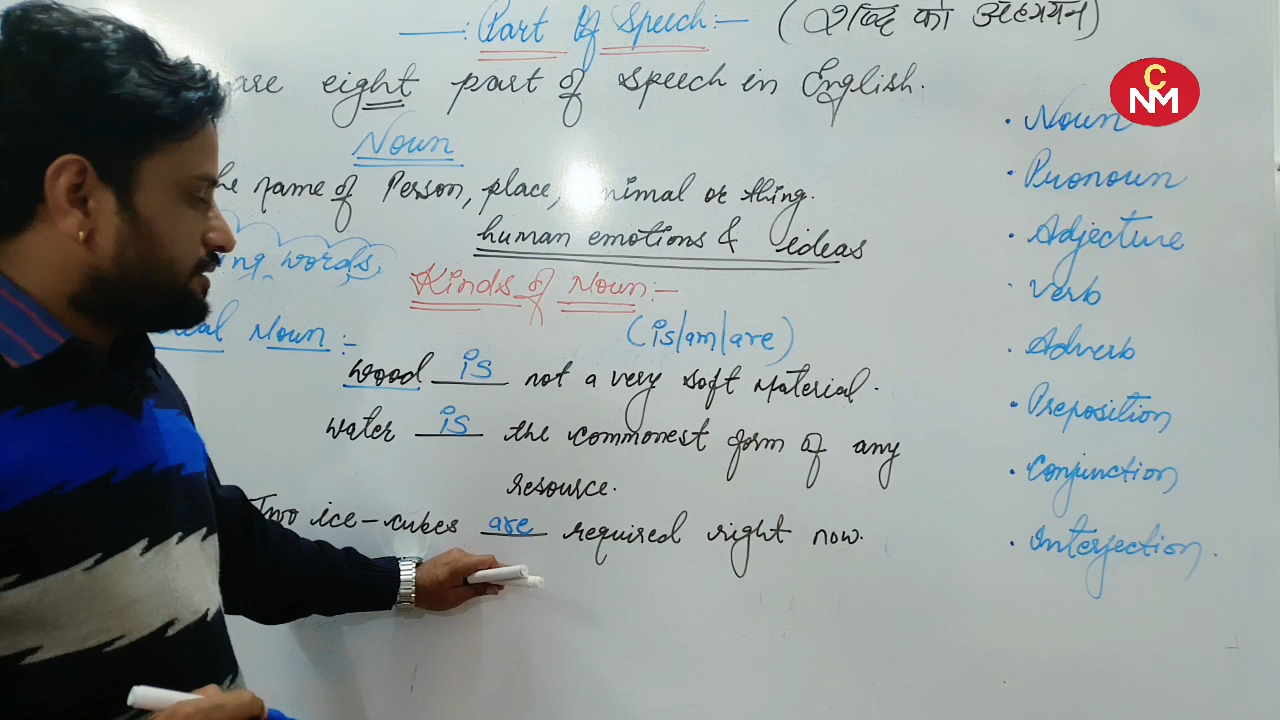 Part Of Speech:- (शब्दि का अध्ययन)
are eight part of speech in English.
Noun
name of Person, place, nimal or thing.
human emotions & ideas
words,
Kinds of Noun:-
Noun:- (is/am/are)
wood is not a very soft material.
water is the commonest form of any
resource.
Two ice-cubes are required right now.
CNM
· Noun
· Pronoun
· Adjective
· Verb
· Adverb
· Preposition
· Conjunction
· Interjection.